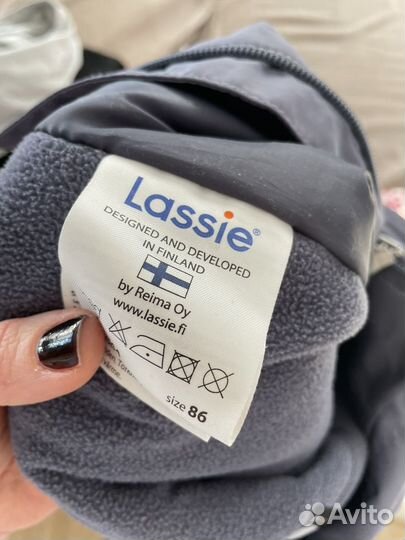 Lassie®
DESIGNED AND DEVELOPED
IN FINLAND
by Reima Oy
www.lassie.fi
size 86
Avito